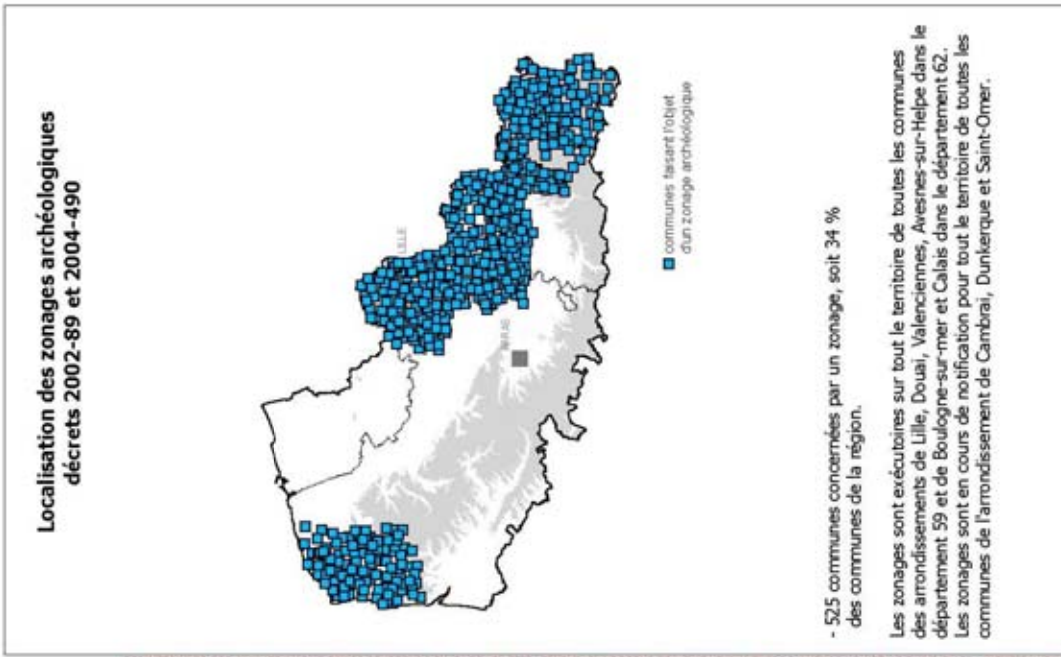 Localisation des zonages archéologiques
décrets 2002-89 et 2004-490
LILLE
ARRAS
communes faisant l'objet
d'un zonage archéologique
- 525 communes concernées par un zonage, soit 34 %
des communes de la région.
Les zonages sont exécutoires sur tout le territoire de toutes les communes
des arrondissements de Lille, Douai, Valenciennes, Avesnes-sur-Helpe dans le
département 59 et de Boulogne-sur-mer et Calais dans le département 62.
Les zonages sont en cours de notification pour tout le territoire de toutes les
communes de l'arrondissement de Cambrai, Dunkerque et Saint-Omer.